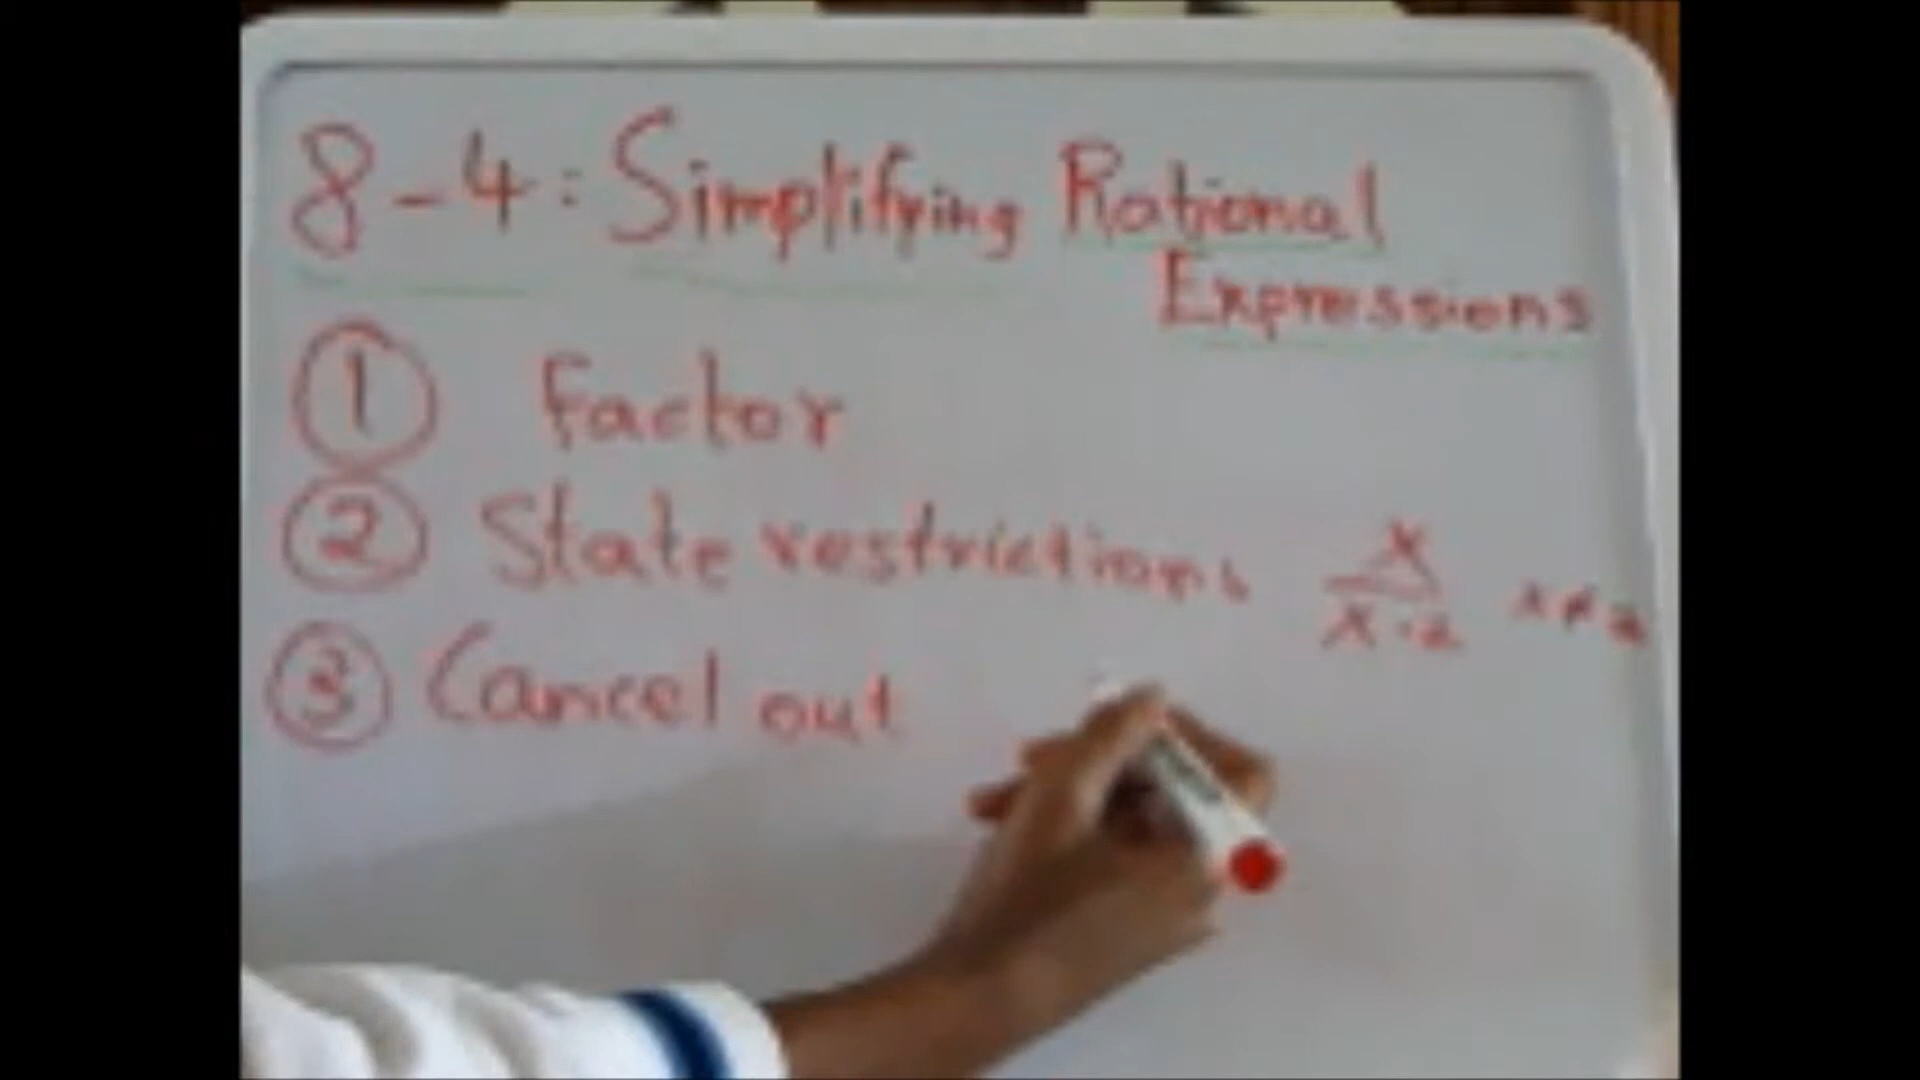 8-4: Simplifying Rational
Expressions
① Factor
② State restrictions x/x-2 x≠2
③ Cancel out